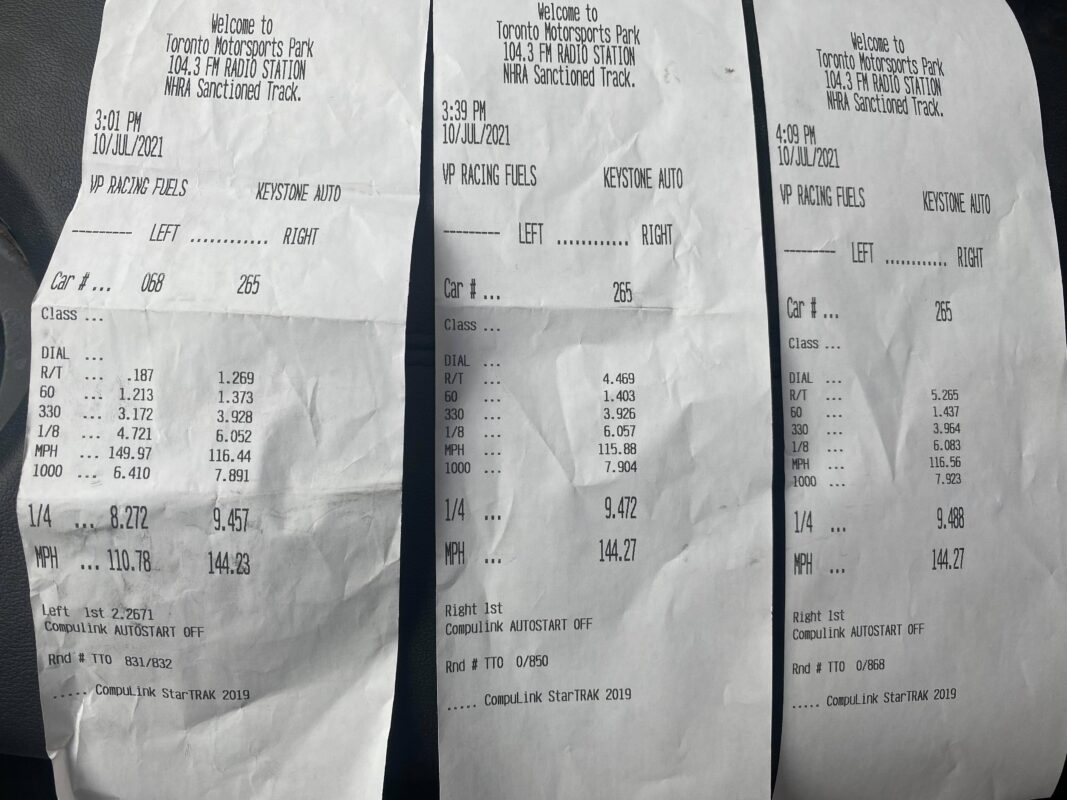 Welcome to
Toronto Motorsports Park
104.3 FM RADIO STATION
NHRA Sanctioned Track.
3:01 PM
10/JUL/2021
VP RACING FUELS KEYSTONE AUTO
--------- LEFT ............ RIGHT
Car # ... 068 265
Class ...
DIAL ...
R/T ... .187 1.269
60 ... 1.213 1.373
330 ... 3.172 3.928
1/8 ... 4.721 6.052
MPH ... 149.97 116.44
1000 ... 6.410 7.891
1/4 ... 8.272 9.457
MPH ... 110.78 144.23
Left 1st 2.2671
Compulink AUTOSTART OFF
Rnd # TTO 831/832
..... CompuLink StarTRAK 2019
Welcome to
Toronto Motorsports Park
104.3 FM RADIO STATION
NHRA Sanctioned Track.
3:39 PM
10/JUL/2021
VP RACING FUELS KEYSTONE AUTO
--------- LEFT ............ RIGHT
Car # ... 265
Class ...
DIAL ...
R/T ... 4.469
60 ... 1.403
330 ... 3.926
1/8 ... 6.057
MPH ... 115.88
1000 ... 7.904
1/4 ... 9.472
MPH ... 144.27
Right 1st
Compulink AUTOSTART OFF
Rnd # TTO 0/850
..... CompuLink StarTRAK 2019
Welcome to
Toronto Motorsports Park
104.3 FM RADIO STATION
NHRA Sanctioned Track.
4:09 PM
10/JUL/2021
VP RACING FUELS KEYSTONE AUTO
--------- LEFT ............ RIGHT
Car # ... 265
Class ...
DIAL ...
R/T ... 5.265
60 ... 1.437
330 ... 3.964
1/8 ... 6.083
MPH ... 116.56
1000 ... 7.923
1/4 ... 9.488
MPH ... 144.27
Right 1st
Compulink AUTOSTART OFF
Rnd # TTO 0/868
..... CompuLink StarTRAK 2019